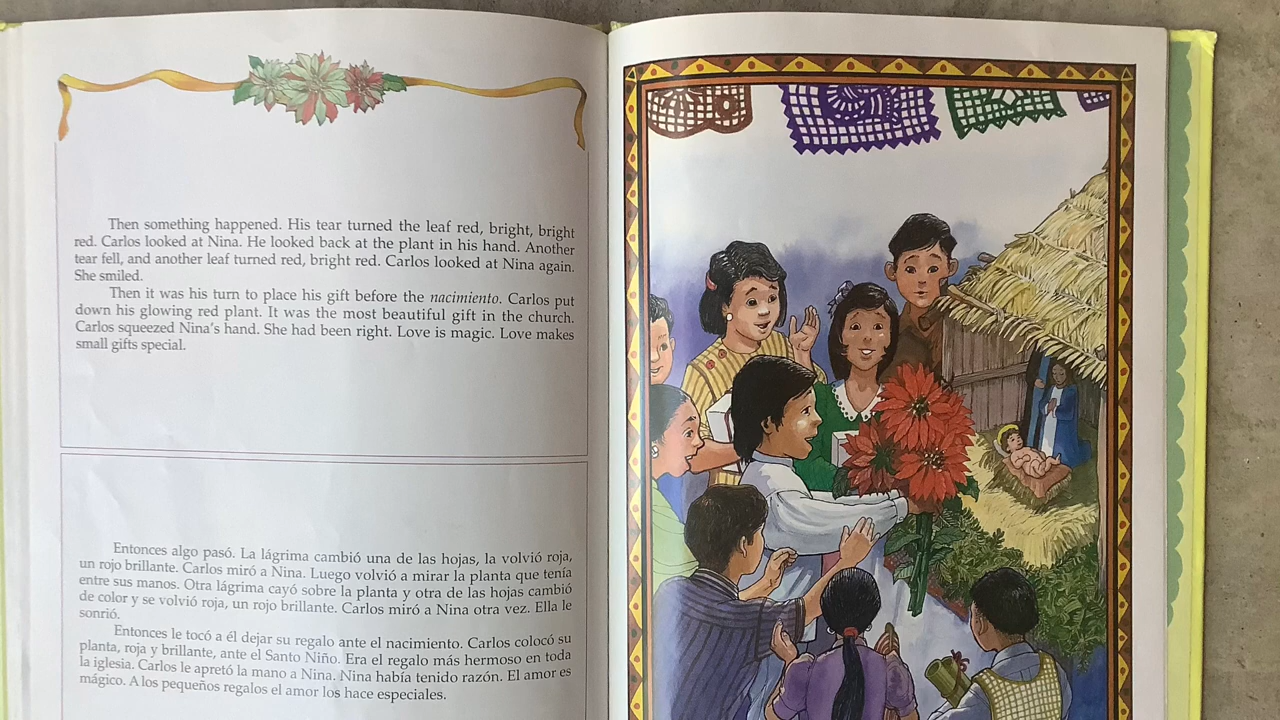 Then something happened. His tear turned the leaf red, bright, bright
red. Carlos looked at Nina. He looked back at the plant in his hand. Another
tear fell, and another leaf turned red, bright red. Carlos looked at Nina again.
She smiled.
Then it was his turn to place his gift before the nacimiento. Carlos put
down his glowing red plant. It was the most beautiful gift in the church.
Carlos squeezed Nina's hand. She had been right. Love is magic. Love makes
small gifts special.
Entonces algo pasó. La lágrima cambió una de las hojas, la volvió roja,
un rojo brillante. Carlos miró a Nina. Luego volvió a mirar la planta que tenía
entre sus manos. Otra lágrima cayó sobre la planta y otra de las hojas cambió
de color y se volvió roja, un rojo brillante. Carlos miró a Nina otra vez. Ella le
sonrió.
Entonces le tocó a él dejar su regalo ante el nacimiento. Carlos colocó su
planta, roja y brillante, ante el Santo Niño. Era el regalo más hermoso en toda
la iglesia. Carlos le apretó la mano a Nina. Nina había tenido razón. El amor es
mágico. A los pequeños regalos el amor los hace especiales.